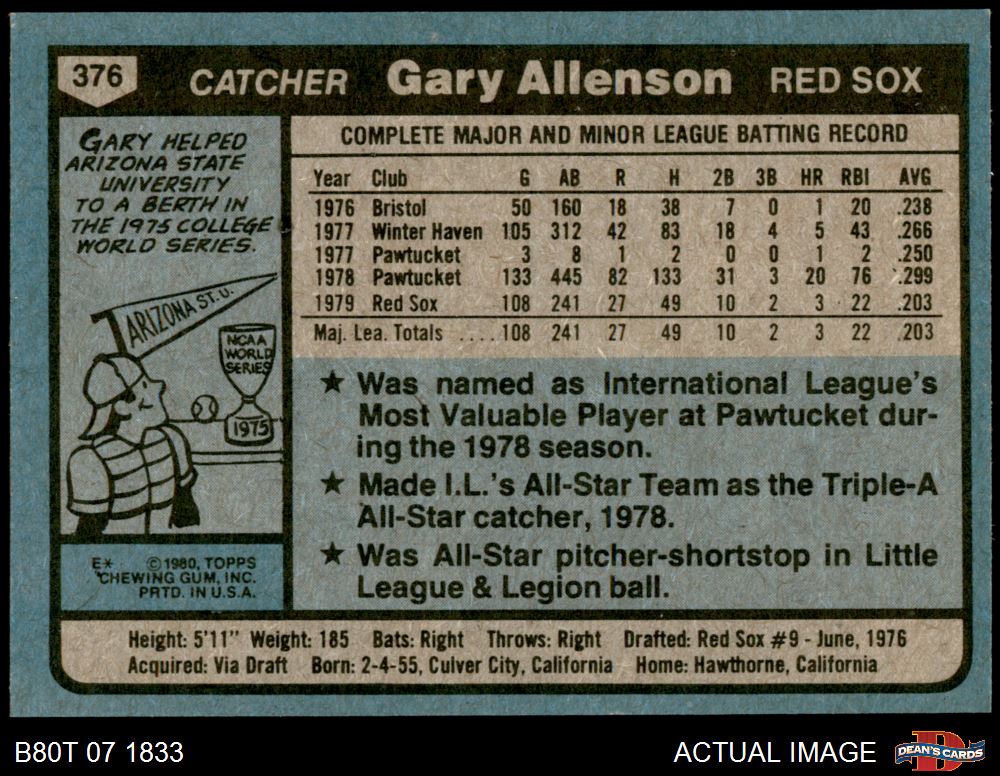 376 CATCHER Gary Allenson RED SOX
GARY HELPED
ARIZONA STATE
UNIVERSITY
TO A BERTH IN
THE 1975 COLLEGE
WORLD SERIES.
ARIZONA ST. U.
NCAA
WORLD
SERIES
1975
E* ©1980, TOPPS
CHEWING GUM, INC.
PRTD. IN U.S.A.
COMPLETE MAJOR AND MINOR LEAGUE BATTING RECORD
Year Club G AB R H 2B 3B HR RBI AVG
1976 Bristol 50 160 18 38 7 0 1 20 .238
1977 Winter Haven 105 312 42 83 18 4 5 43 .266
1977 Pawtucket 3 8 1 2 0 0 1 2 .250
1978 Pawtucket 133 445 82 133 31 3 20 76 .299
1979 Red Sox 108 241 27 49 10 2 3 22 .203
Maj. Lea. Totals ....108 241 27 49 10 2 3 22 .203
★ Was named as International League's
Most Valuable Player at Pawtucket dur-
ing the 1978 season.
★ Made I.L.'s All-Star Team as the Triple-A
All-Star catcher, 1978.
★ Was All-Star pitcher-shortstop in Little
League & Legion ball.
Height: 5'11" Weight: 185 Bats: Right Throws: Right Drafted: Red Sox #9 - June, 1976
Acquired: Via Draft Born: 2-4-55, Culver City, California Home: Hawthorne, California
B80T 07 1833 ACTUAL IMAGE D DEAN'S CARDS